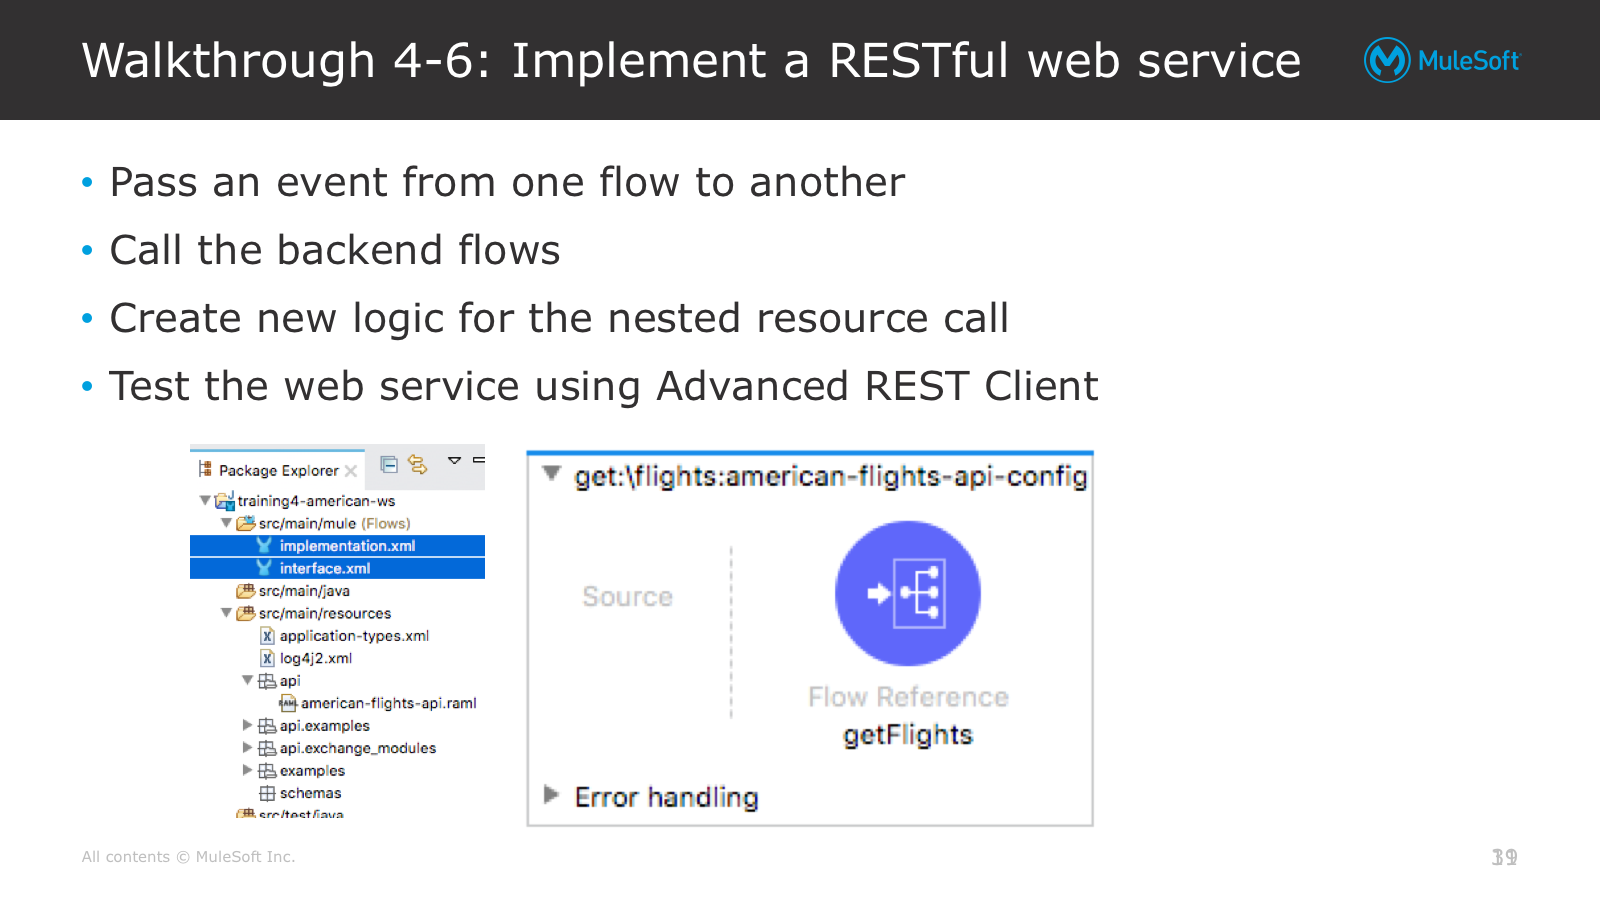 Walkthrough 4-6: Implement a RESTful web service
MuleSoft
• Pass an event from one flow to another
• Call the backend flows
• Create new logic for the nested resource call
• Test the web service using Advanced REST Client
Package Explorer
training4-american-ws
src/main/mule (Flows)
implementation.xml
interface.xml
src/main/java
src/main/resources
application-types.xml
log4j2.xml
api
american-flights-api.raml
api.examples
api.exchange_modules
examples
schemas
src/test/java
get:\flights:american-flights-api-config
Source
Flow Reference
getFlights
Error handling
All contents © MuleSoft Inc.